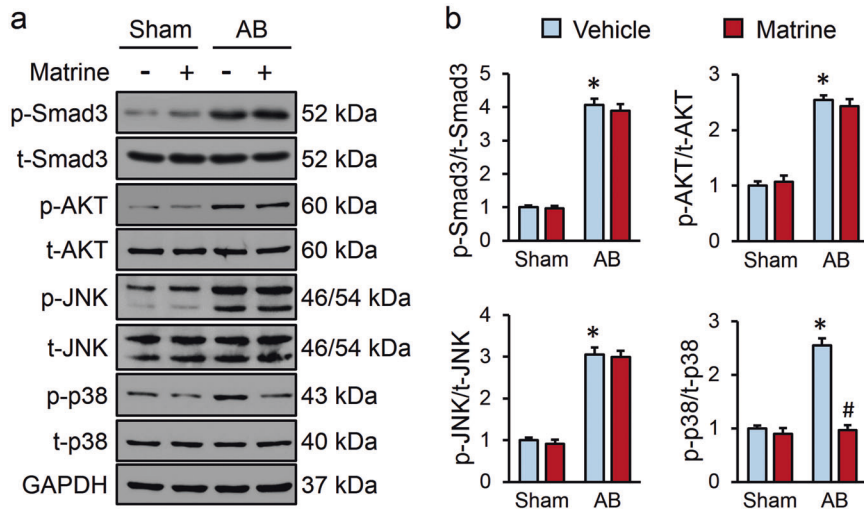 a
Sham AB
Matrine - + - +
p-Smad3 52 kDa
t-Smad3 52 kDa
p-AKT 60 kDa
t-AKT 60 kDa
p-JNK 46/54 kDa
t-JNK 46/54 kDa
p-p38 43 kDa
t-p38 40 kDa
GAPDH 37 kDa
b
Vehicle Matrine
p-Smad3/t-Smad3
5
4
3
2
1
0
*
Sham AB
p-AKT/t-AKT
3
2
1
0
*
Sham AB
p-JNK/t-JNK
4
3
2
1
0
*
Sham AB
p-p38/t-p38
3
2
1
0
*
#
Sham AB